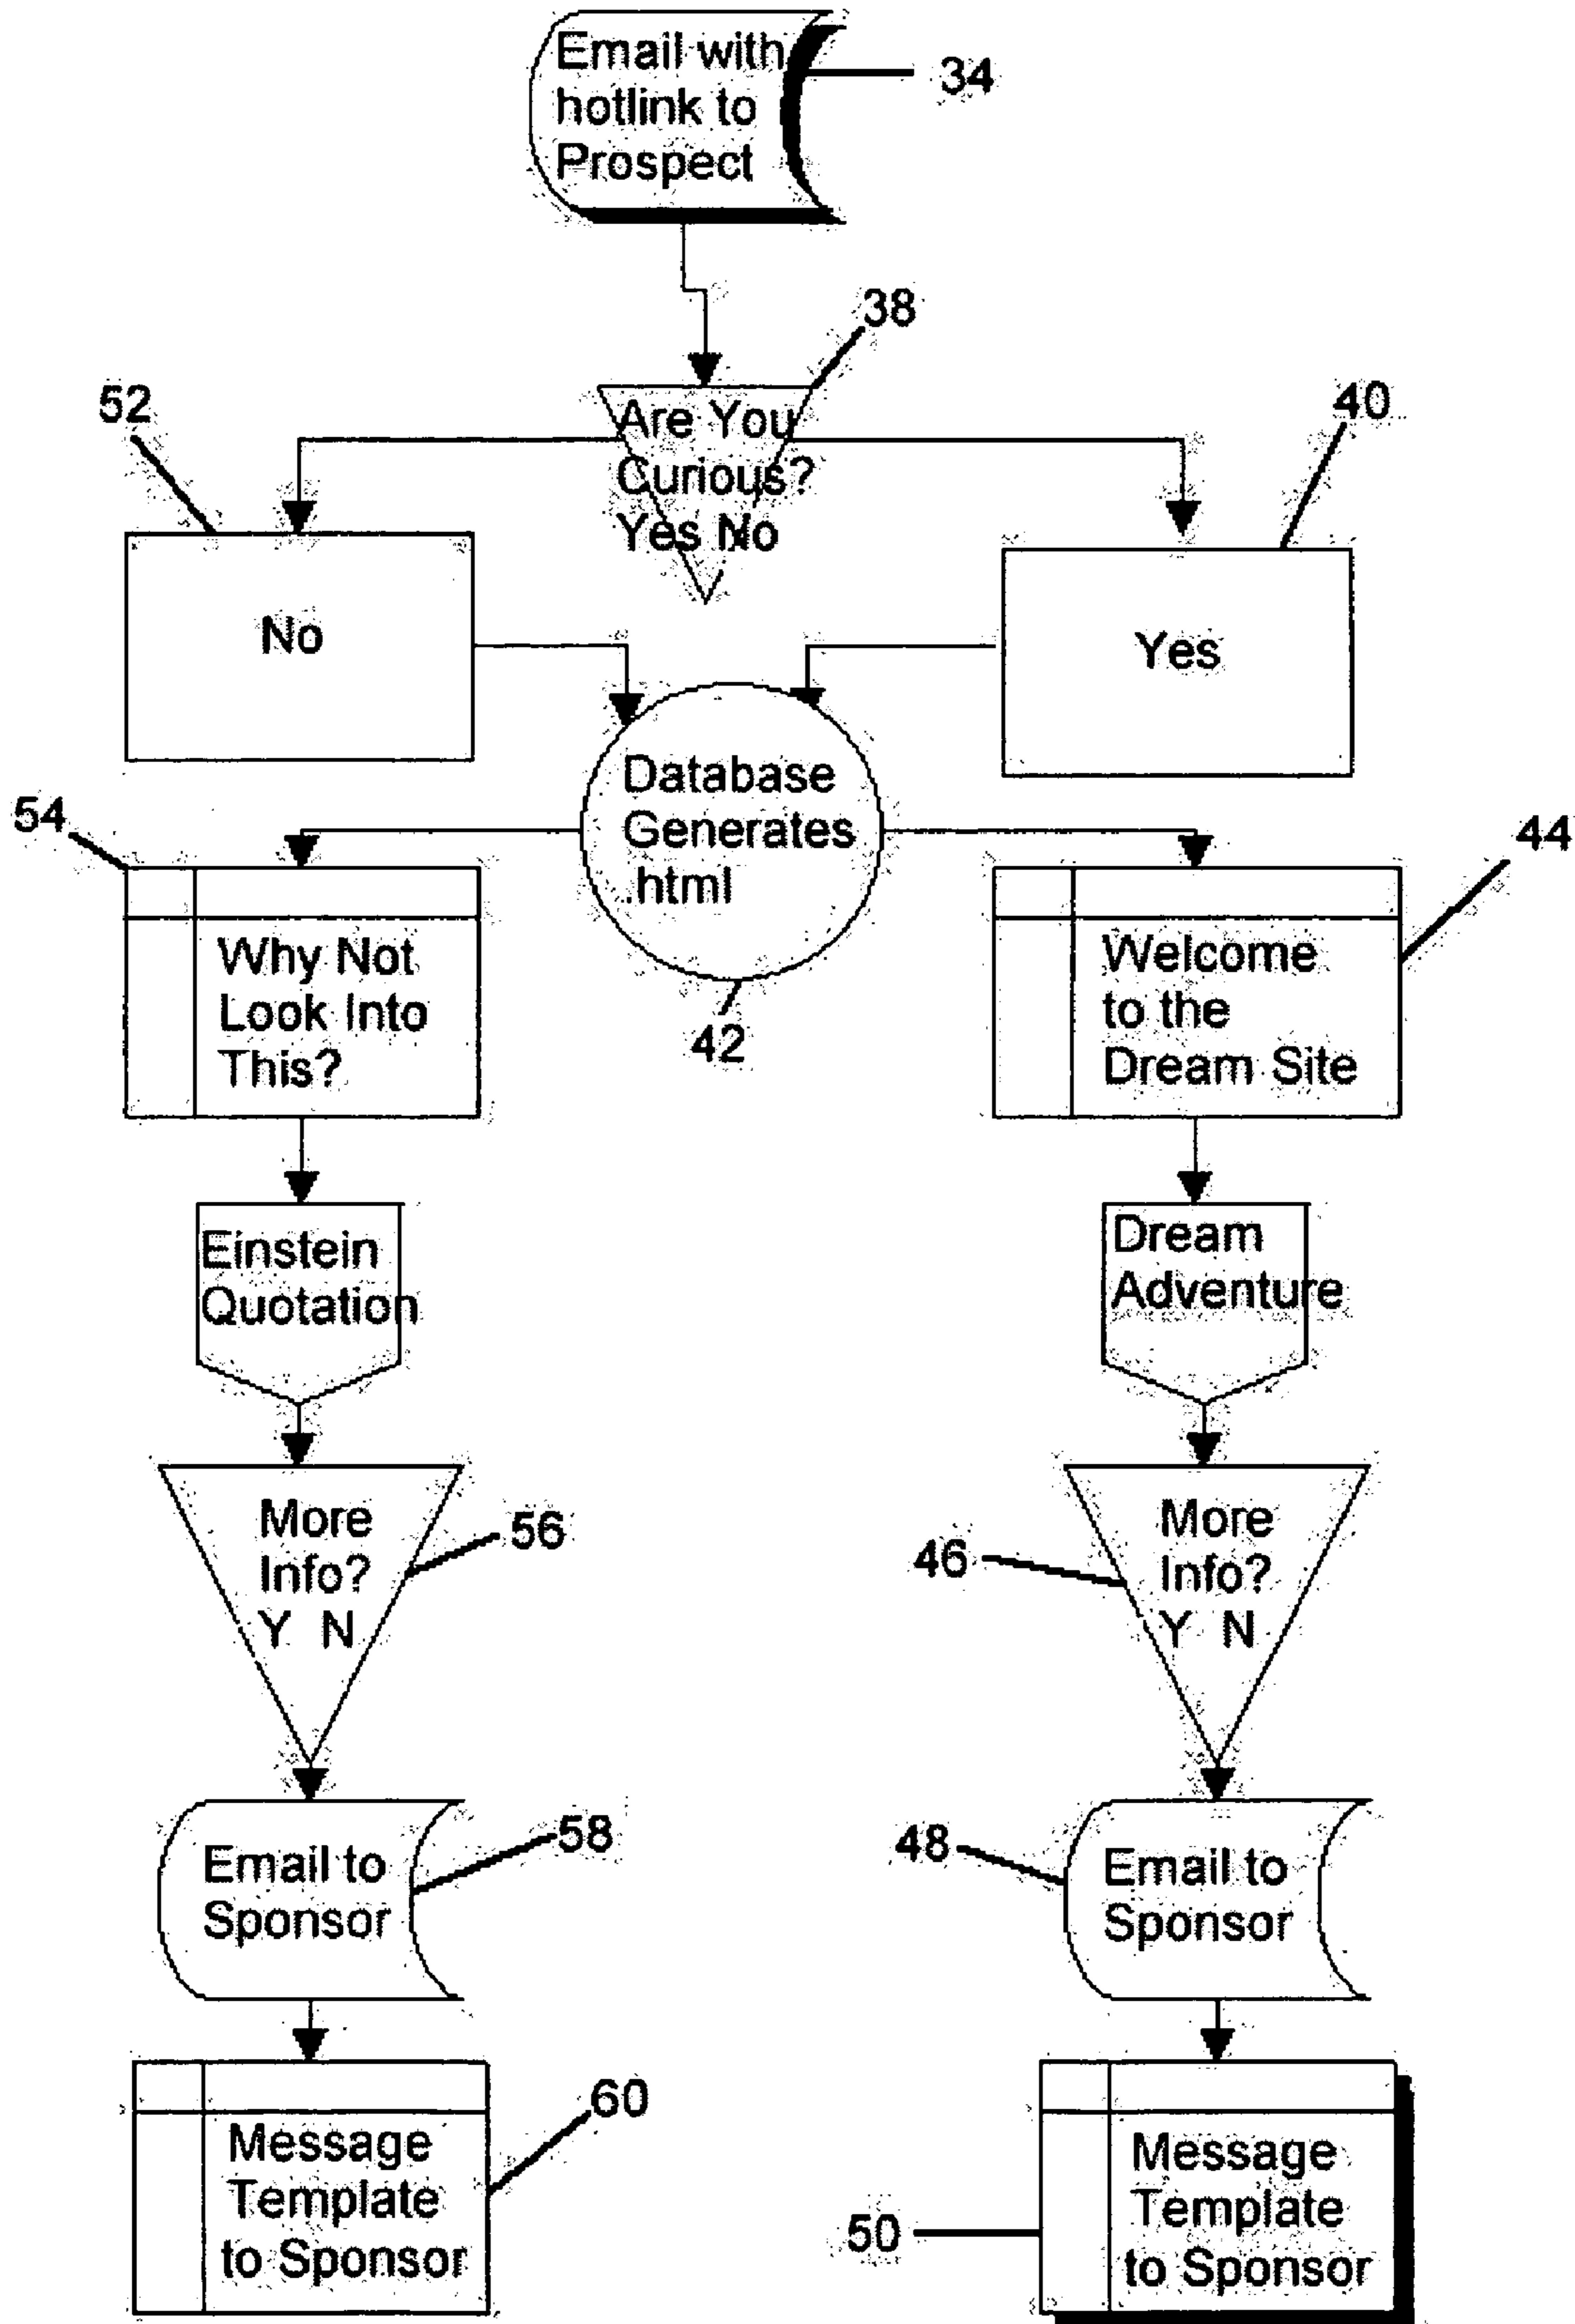 Email with
hotlink to
Prospect
34
38
Are You
Curious?
Yes No
52
40
No
Yes
Database
Generates
.html
42
54
Why Not
Look Into
This?
44
Welcome
to the
Dream Site
Einstein
Quotation
Dream
Adventure
More
Info?
Y N
56
46
More
Info?
Y N
Email to
Sponsor
58
48
Email to
Sponsor
Message
Template
to Sponsor
60
50
Message
Template
to Sponsor